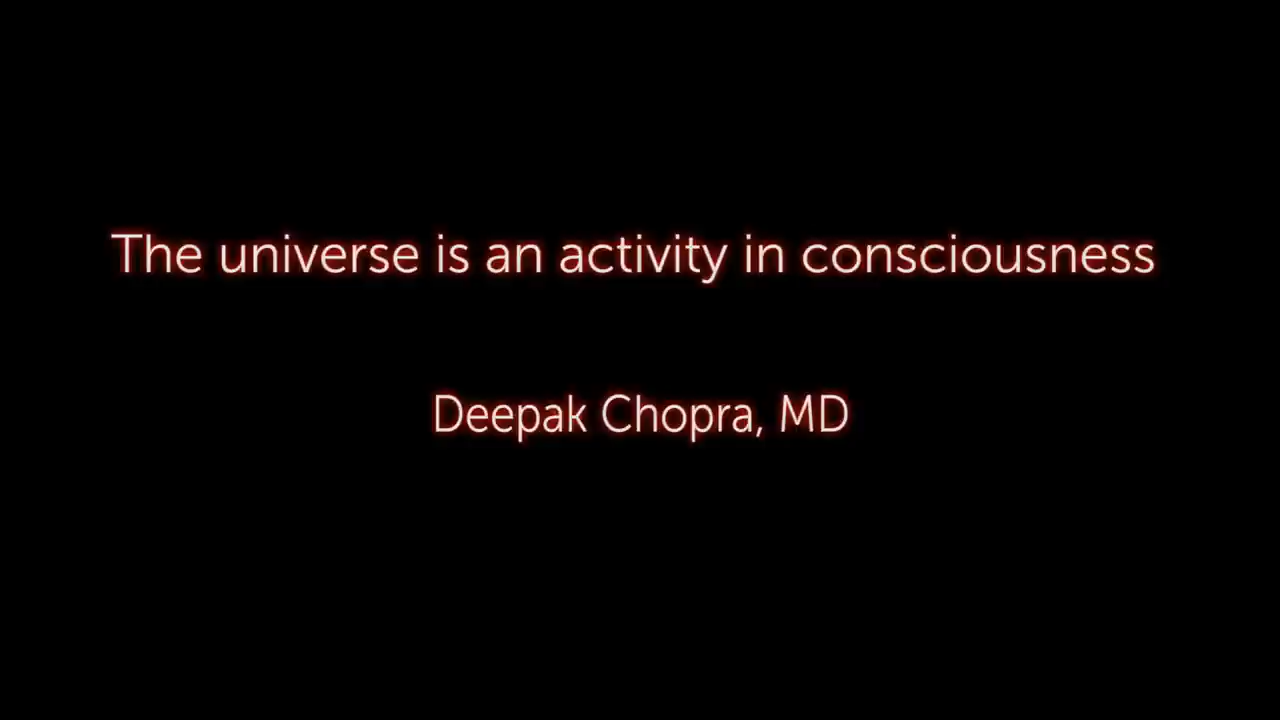 The universe is an activity in consciousness
Deepak Chopra, MD